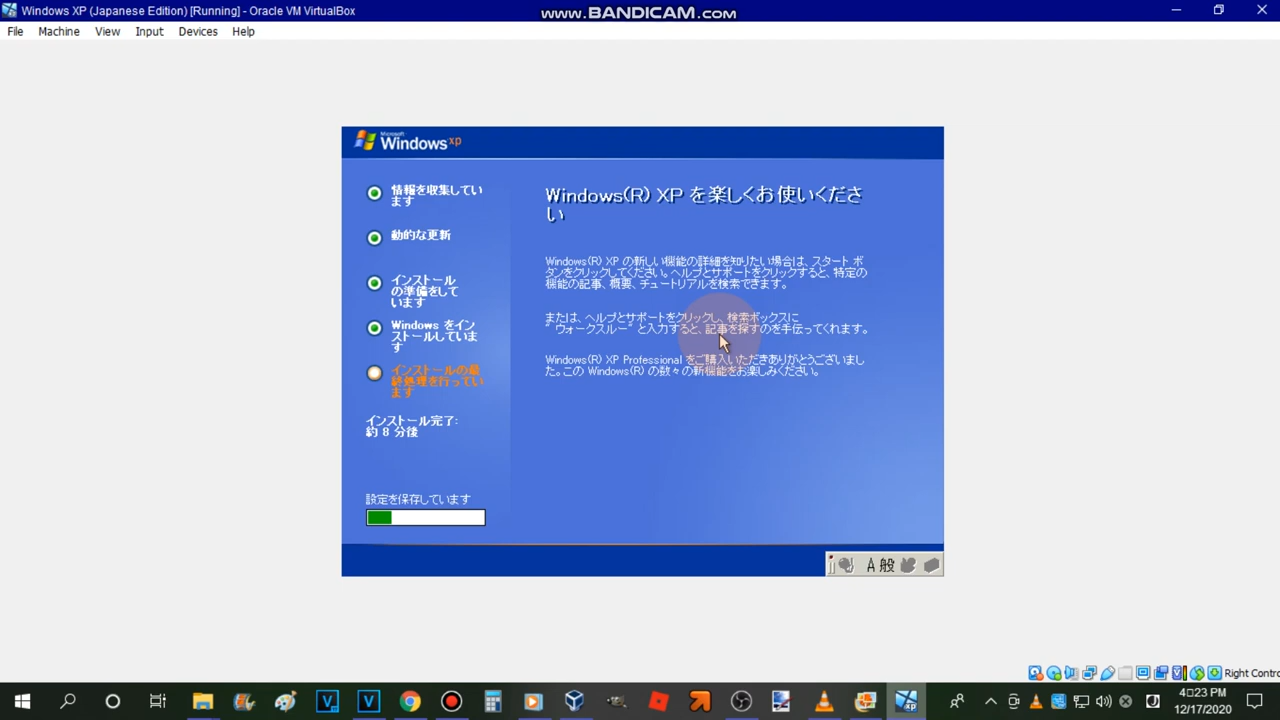 Windows XP (Japanese Edition) [Running] - Oracle VM VirtualBox
www.BANDICAM.com
File Machine View Input Devices Help
Microsoft
Windows xp
情報を収集してい
ます
動的な更新
インストール
の準備をして
います
Windows をイン
ストールしていま
す
インストールの最
終処理を行ってい
ます
インストール完了:
約 8 分後
設定を保存しています
Windows(R) XP を楽しくお使いくださ
い
Windows(R) XP の新しい機能の詳細を知りたい場合は、スタート ボ
タンをクリックしてください。ヘルプとサポートをクリックすると、特定の
機能の記事、概要、チュートリアルを検索できます。
または、ヘルプとサポートをクリックし、検索ボックスに
"ウォークスルー" と入力すると、記事を探すのを手伝ってくれます。
Windows(R) XP Professional をご購入いただきありがとうございまし
た。この Windows(R) の数々の新機能をお楽しみください。
A 般
Right Contro
4:23 PM
12/17/2020